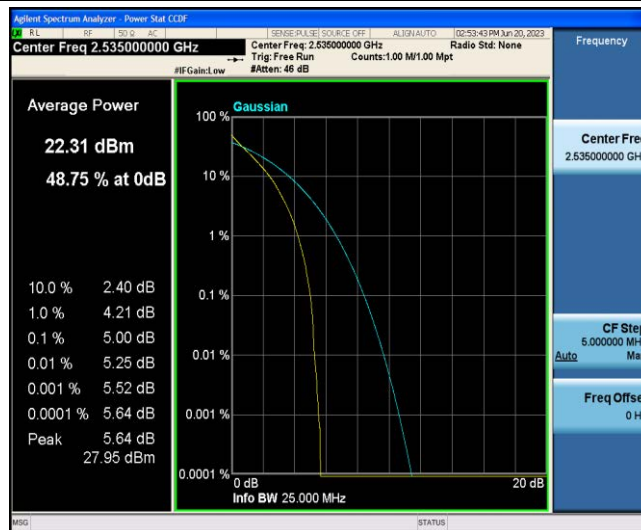 Agilent Spectrum Analyzer - Power Stat CCDF
RL RF 50 Ω AC SENSE:PULSE SOURCE OFF ALIGNAUTO 02:53:43 PM Jun 20, 2023
Center Freq 2.535000000 GHz
Center Freq: 2.535000000 GHz Radio Std: None
Trig: Free Run Counts:1.00 M/1.00 Mpt
#IFGain:Low #Atten: 46 dB
Frequency
Average Power
22.31 dBm
48.75 % at 0dB
10.0 % 2.40 dB
1.0 % 4.21 dB
0.1 % 5.00 dB
0.01 % 5.25 dB
0.001 % 5.52 dB
0.0001 % 5.64 dB
Peak 5.64 dB
27.95 dBm
Gaussian
100 %
10 %
1 %
0.1 %
0.01 %
0.001 %
0.0001 %
0 dB 20 dB
Info BW 25.000 MHz
Center Fre
2.535000000 GH
CF Ste
5.000000 MH
Auto Ma
Freq Offse
0 H
MSG STATUS